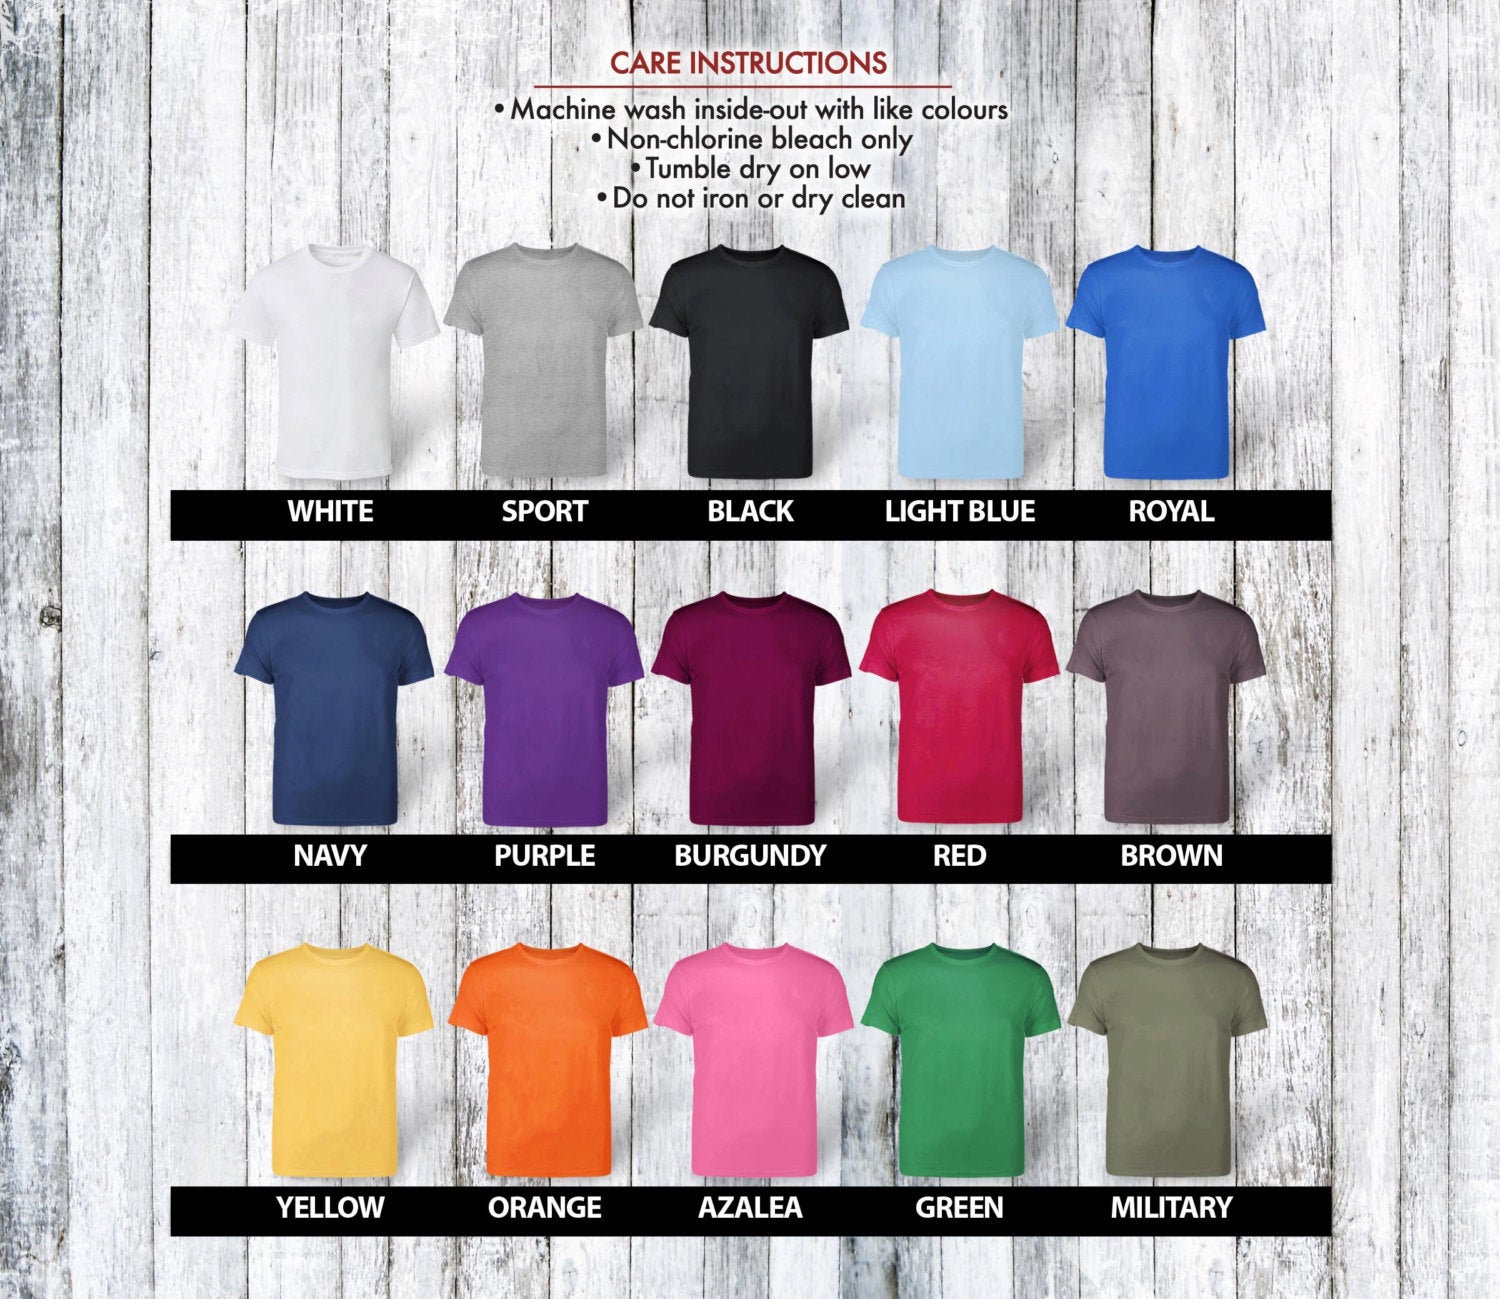 CARE INSTRUCTIONS
•Machine wash inside-out with like colours
•Non-chlorine bleach only
•Tumble dry on low
•Do not iron or dry clean
WHITE SPORT BLACK LIGHT BLUE ROYAL
NAVY PURPLE BURGUNDY RED BROWN
YELLOW ORANGE AZALEA GREEN MILITARY